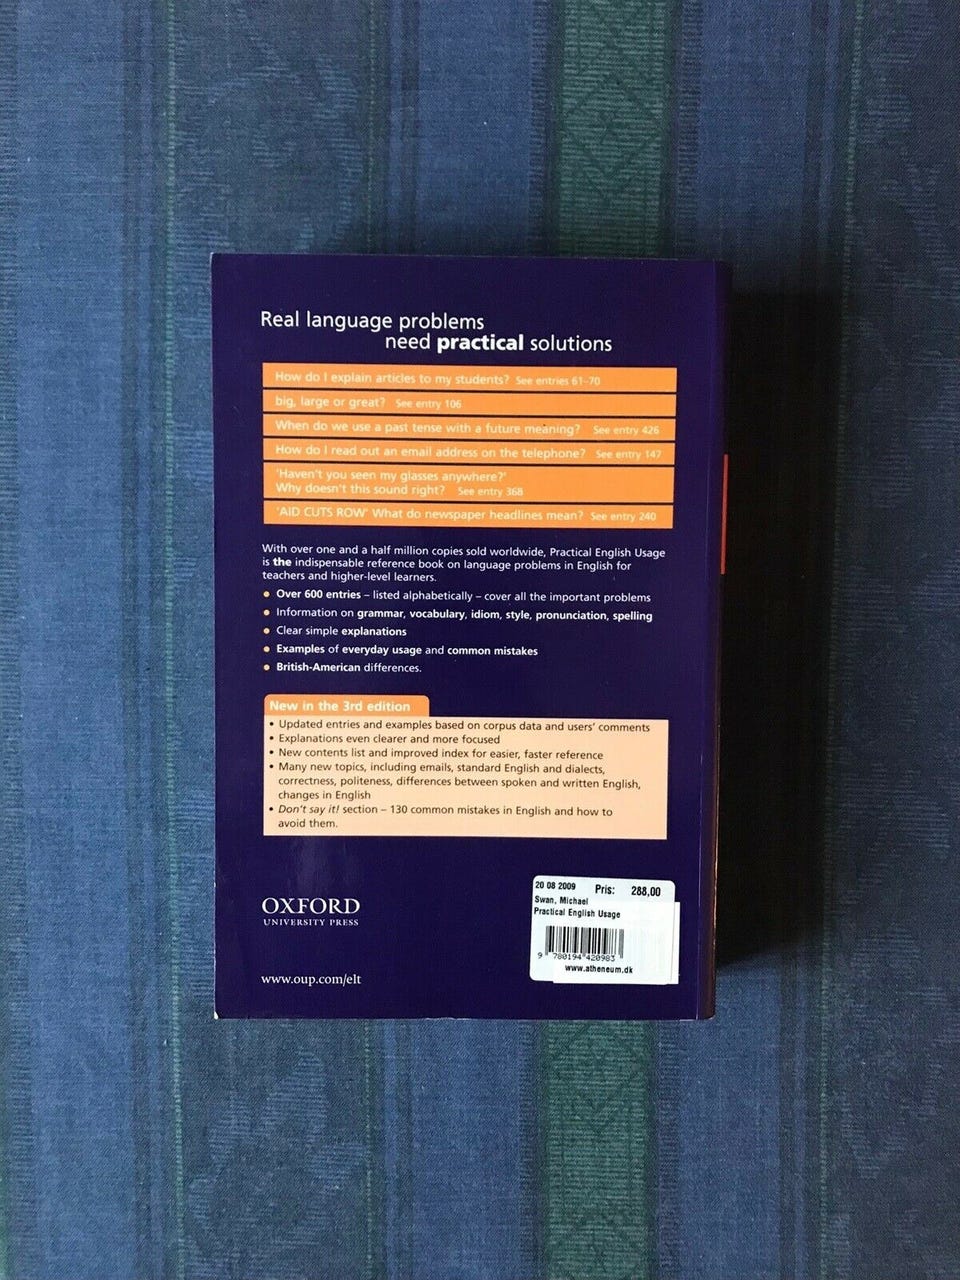 Real language problems
need practical solutions
How do I explain articles to my students? See entries 61–70
big, large or great? See entry 106
When do we use a past tense with a future meaning? See entry 426
How do I read out an email address on the telephone? See entry 147
'Haven't you seen my glasses anywhere?'
Why doesn't this sound right? See entry 368
'AID CUTS ROW' What do newspaper headlines mean? See entry 240
With over one and a half million copies sold worldwide, Practical English Usage
is the indispensable reference book on language problems in English for
teachers and higher-level learners.
• Over 600 entries – listed alphabetically – cover all the important problems
• Information on grammar, vocabulary, idiom, style, pronunciation, spelling
• Clear simple explanations
• Examples of everyday usage and common mistakes
• British-American differences.
New in the 3rd edition
• Updated entries and examples based on corpus data and users' comments
• Explanations even clearer and more focused
• New contents list and improved index for easier, faster reference
• Many new topics, including emails, standard English and dialects,
correctness, politeness, differences between spoken and written English,
changes in English
• Don't say it! section – 130 common mistakes in English and how to
avoid them.
OXFORD
UNIVERSITY PRESS
www.oup.com/elt
20 08 2009 Pris: 288,00
Swan, Michael
Practical English Usage
9 780194 420983
www.atheneum.dk